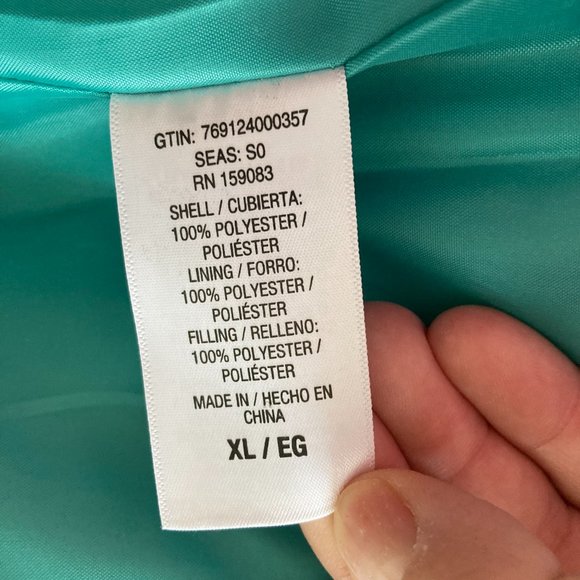 GTIN: 769124000357
SEAS: S0
RN 159083
SHELL / CUBIERTA:
100% POLYESTER /
POLIÉSTER
LINING / FORRO:
100% POLYESTER /
POLIÉSTER
FILLING / RELLENO:
100% POLYESTER /
POLIÉSTER
MADE IN / HECHO EN
CHINA
XL / EG